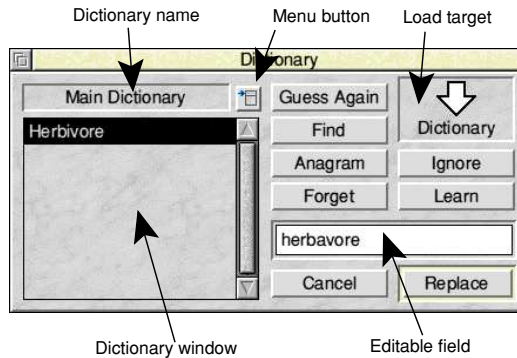 Dictionary name
Menu button
Load target
Dictionary
Main Dictionary
Guess Again
Herbivore
Find
Dictionary
Anagram
Ignore
Forget
Learn
herbavore
Cancel
Replace
Dictionary window
Editable field